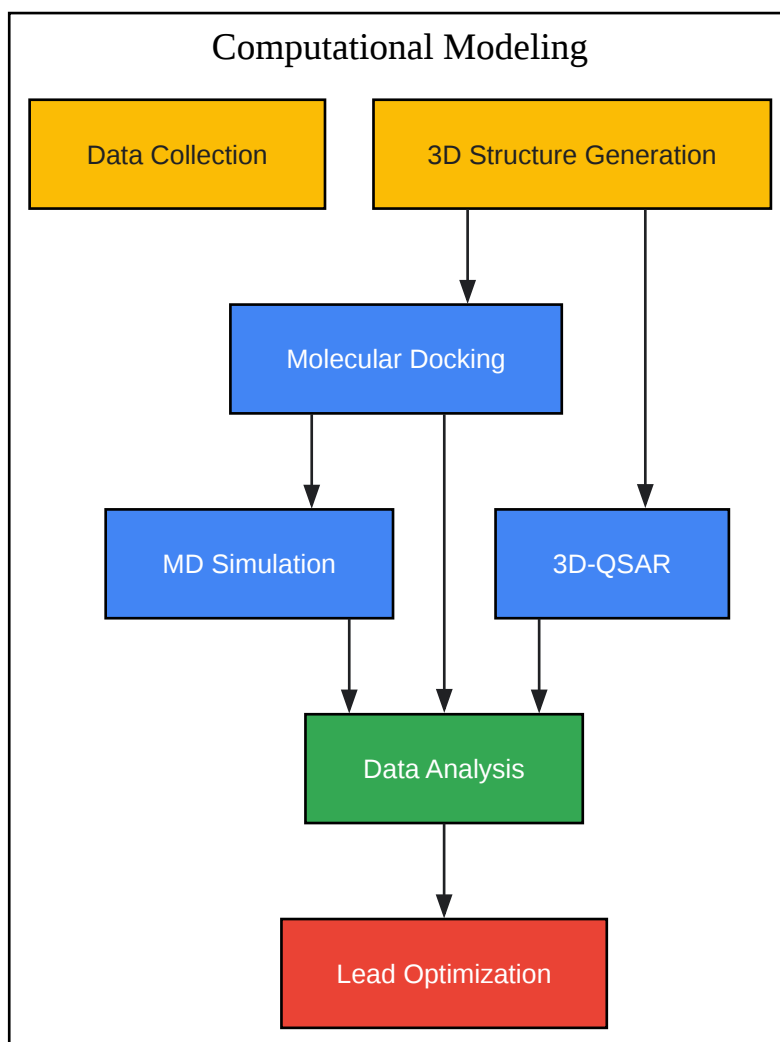 Computational Modeling
Data Collection
3D Structure Generation
Molecular Docking
MD Simulation
3D-QSAR
Data Analysis
Lead Optimization